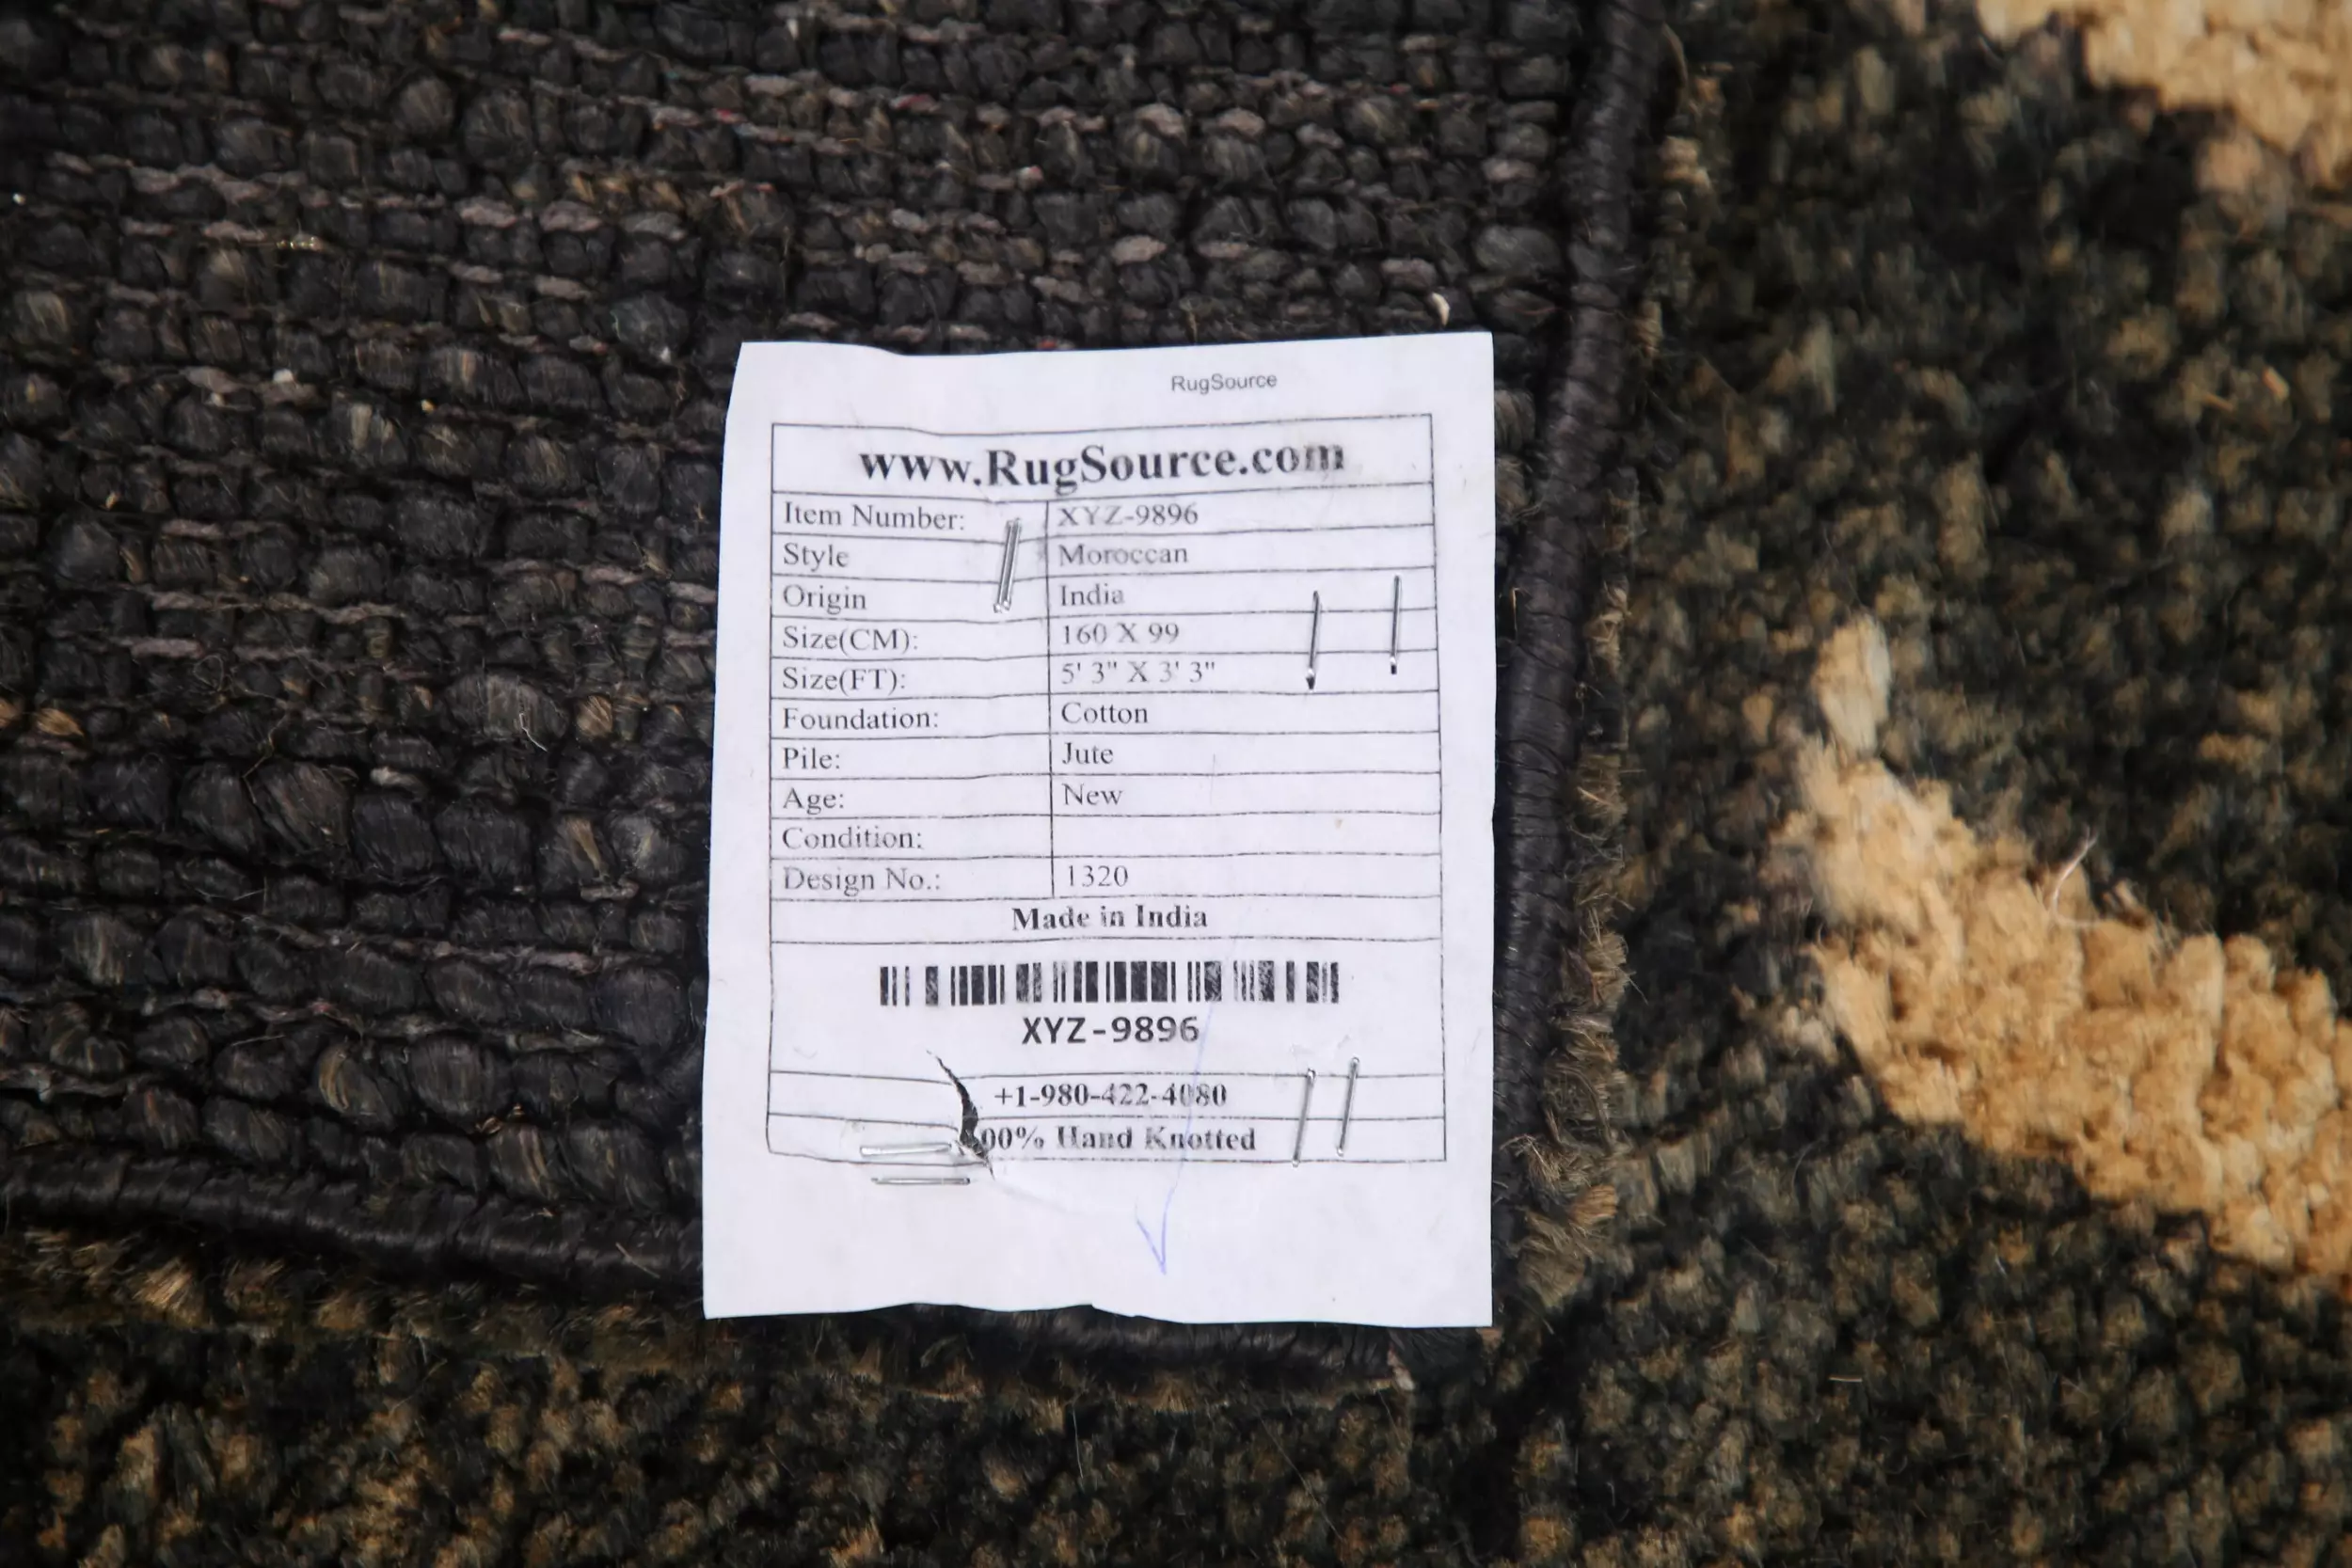 RugSource
www.RugSource.com
Item Number: XYZ-9896
Style Moroccan
Origin India
Size(CM): 160 X 99
Size(FT): 5' 3" X 3' 3"
Foundation: Cotton
Pile: Jute
Age: New
Condition:
Design No.: 1320
Made in India
XYZ-9896
+1-980-422-4080
00% Hand Knotted